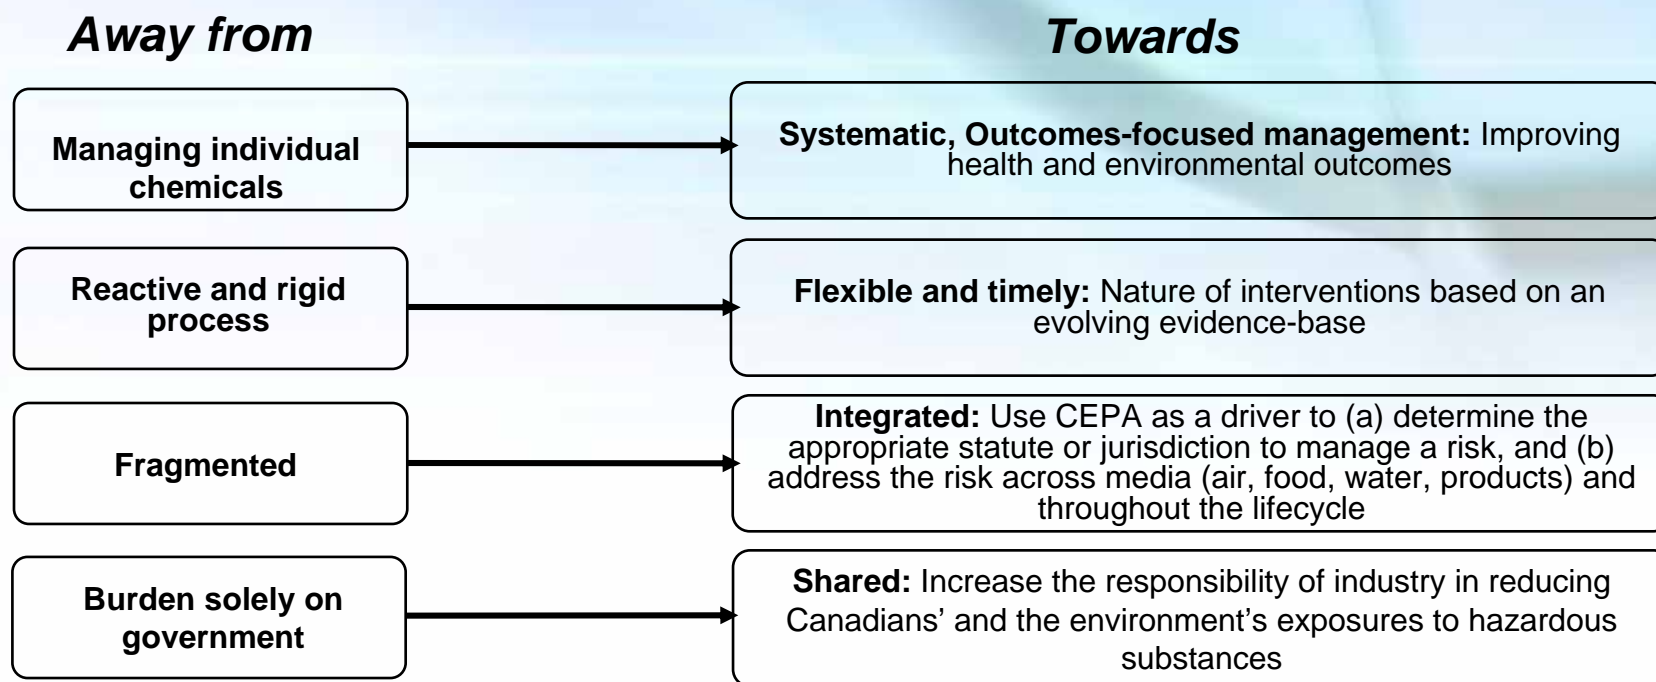 Away from
Towards
Managing individual
chemicals
Systematic, Outcomes-focused management: Improving
health and environmental outcomes
Reactive and rigid
process
Flexible and timely: Nature of interventions based on an
evolving evidence-base
Fragmented
Integrated: Use CEPA as a driver to (a) determine the
appropriate statute or jurisdiction to manage a risk, and (b)
address the risk across media (air, food, water, products) and
throughout the lifecycle
Burden solely on
government
Shared: Increase the responsibility of industry in reducing
Canadians’ and the environment’s exposures to hazardous
substances